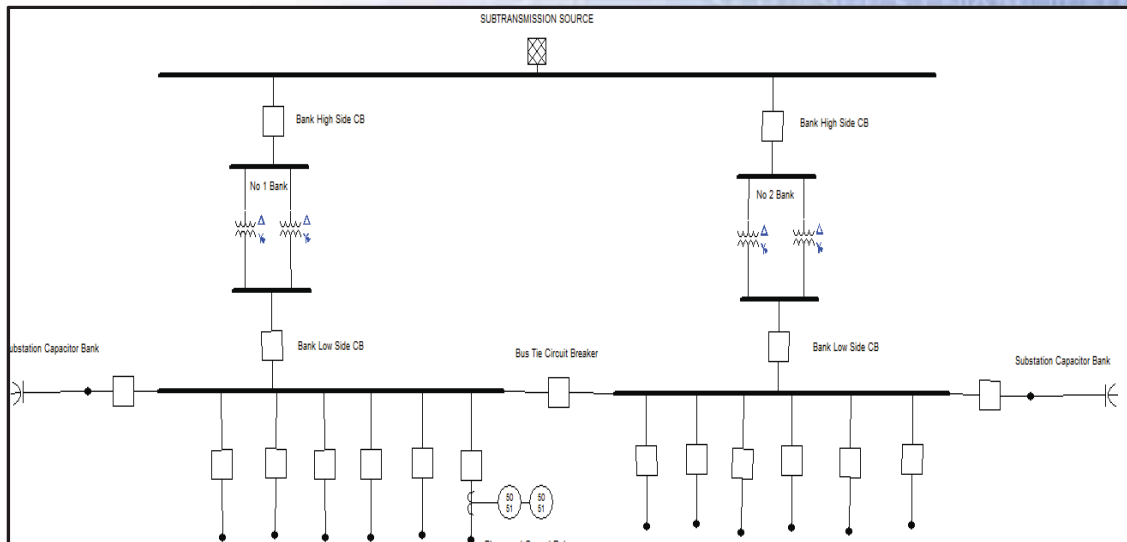 SUBTRANSMISSION SOURCE
Bank High Side CB
Bank High Side CB
No 1 Bank
No 2 Bank
Δ
Δ
Δ
Δ
Y
Y
Y
Y
Bank Low Side CB
Bank Low Side CB
Bus Tie Circuit Breaker
ubstation Capacitor Bank
Substation Capacitor Bank
50
51
50
51